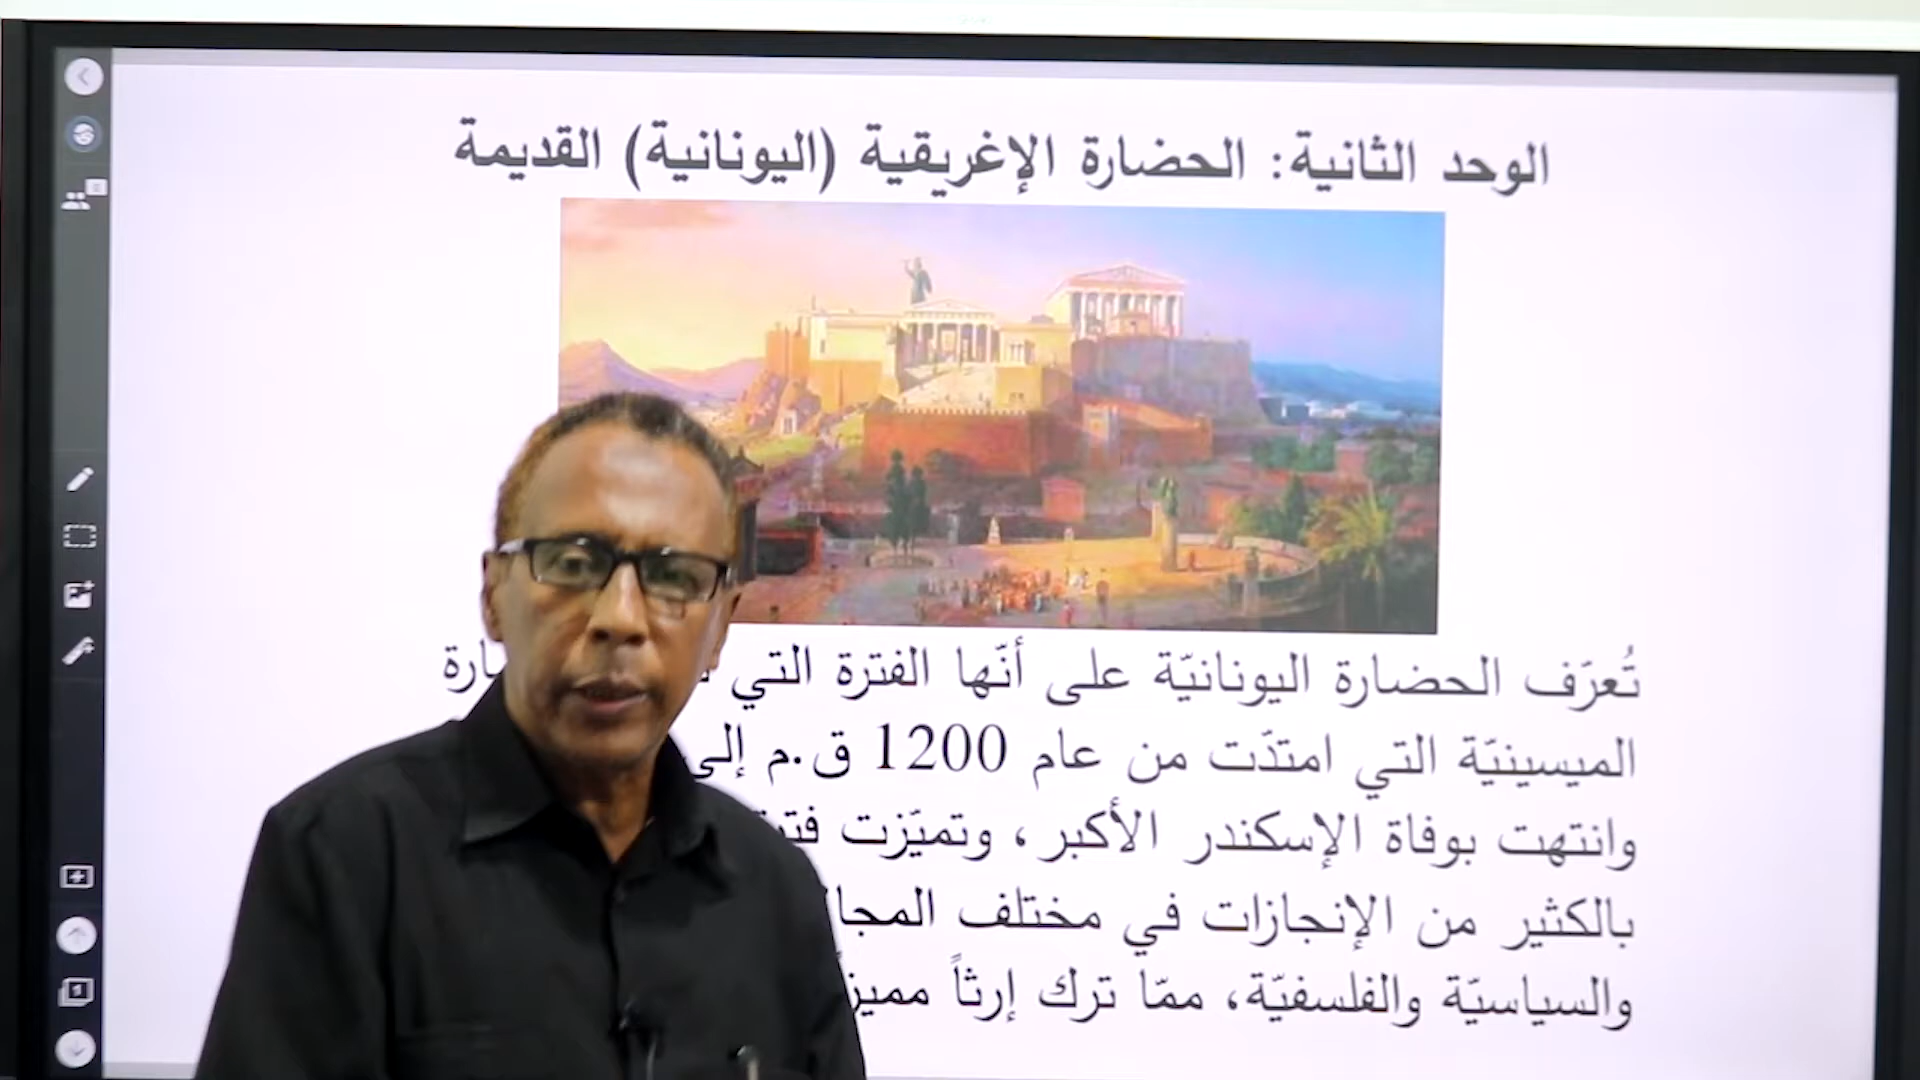 الوحد الثانية: الحضارة الإغريقية (اليونانية) القديمة
تُعرَف الحضارة اليونانيّة على أنّها الفترة التي
الميسينيّة التي امتدّت من عام 1200 ق.م إلى
وانتهت بوفاة الإسكندر الأكبر، وتميّزت
بالكثير من الإنجازات في مختلف
والسياسيّة والفلسفيّة، ممّا ترك إرثاً